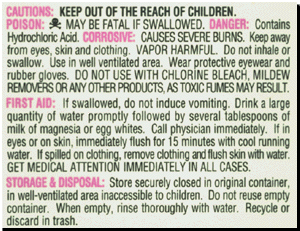 CAUTIONS: KEEP OUT OF THE REACH OF CHILDREN.
POISON: ☠ MAY BE FATAL IF SWALLOWED. DANGER: Contains
Hydrochloric Acid. CORROSIVE: CAUSES SEVERE BURNS. Keep away
from eyes, skin and clothing. VAPOR HARMFUL. Do not inhale or
swallow. Use in well ventilated area. Wear protective eyewear and
rubber gloves. DO NOT USE WITH CHLORINE BLEACH, MILDEW
REMOVERS OR ANY OTHER PRODUCTS, AS TOXIC FUMES MAY RESULT.
FIRST AID: If swallowed, do not induce vomiting. Drink a large
quantity of water promptly followed by several tablespoons of
milk of magnesia or egg whites. Call physician immediately. If in
eyes or on skin, immediately flush for 15 minutes with cool running
water. If spilled on clothing, remove clothing and flush skin with water.
GET MEDICAL ATTENTION IMMEDIATELY IN ALL CASES.
STORAGE & DISPOSAL: Store securely closed in original container,
in well-ventilated area inaccessible to children. Do not reuse empty
container. When empty, rinse thoroughly with water. Recycle or
discard in trash.